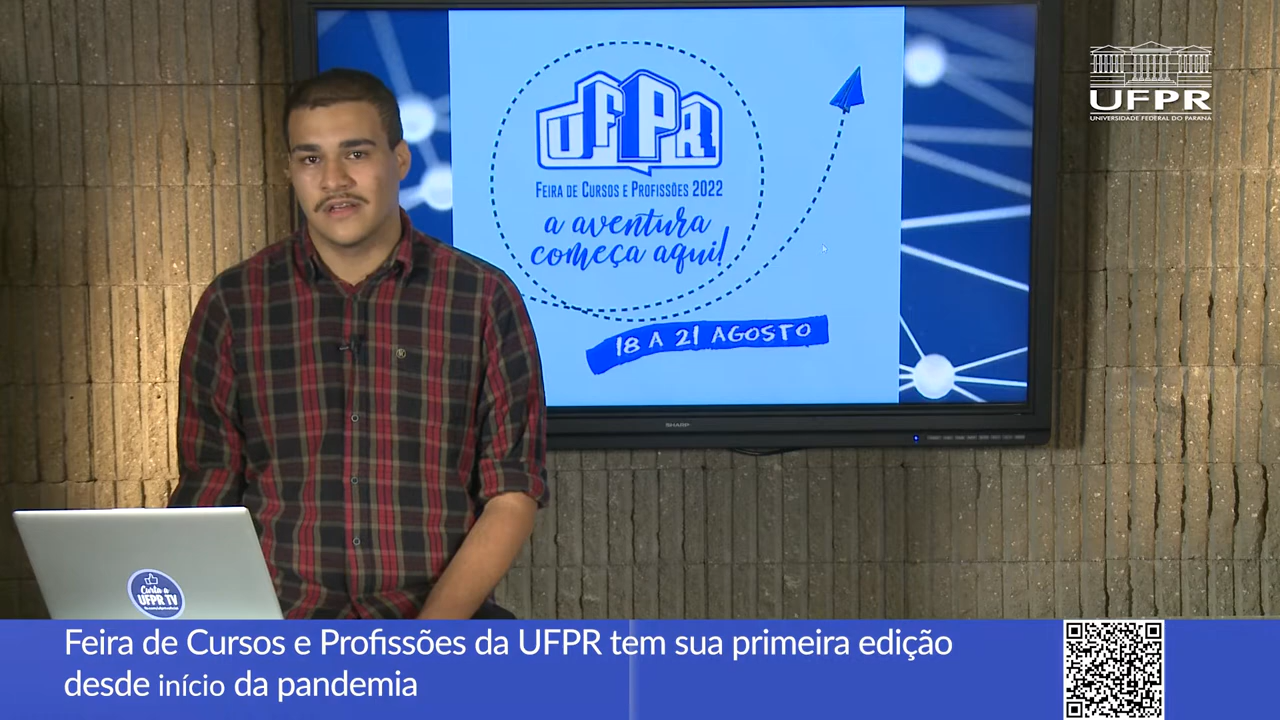 UFPR
FEIRA DE CURSOS E PROFISSÕES 2022
a aventura
começa aqui!
18 A 21 AGOSTO
UFPR
UNIVERSIDADE FEDERAL DO PARANÁ
SHARP
Curta a
UFPR TV
Feira de Cursos e Profissões da UFPR tem sua primeira edição
desde início da pandemia